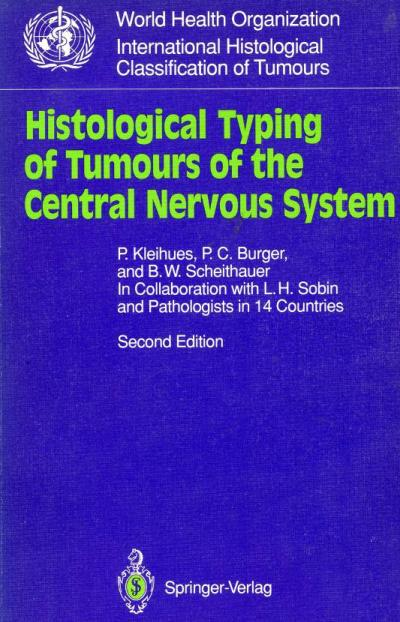 World Health Organization
International Histological
Classification of Tumours
Histological Typing
of Tumours of the
Central Nervous System
P. Kleihues, P. C. Burger,
and B. W. Scheithauer
In Collaboration with L. H. Sobin
and Pathologists in 14 Countries
Second Edition
Springer-Verlag